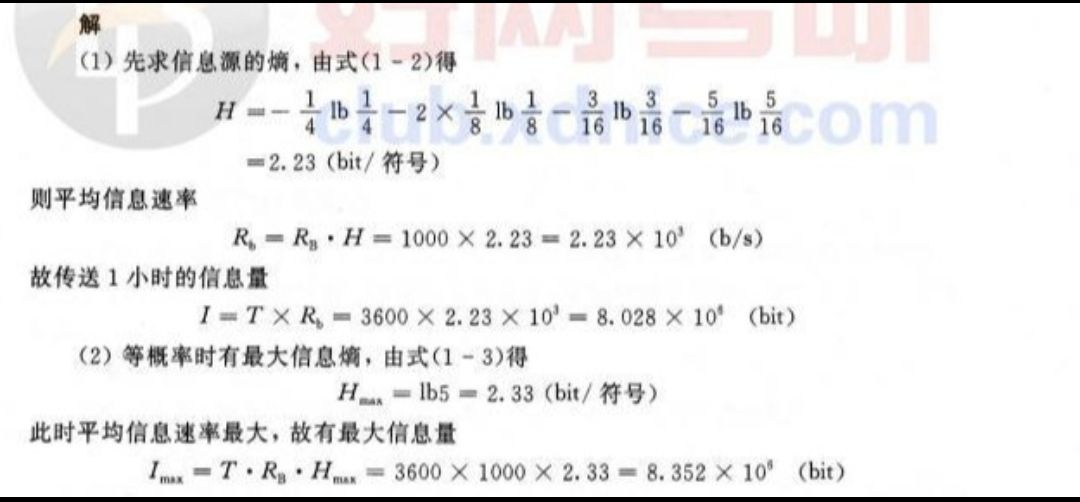 解
(1) 先求信息源的熵，由式(1-2)得
H = - 1/4 lb 1/4 - 2 × 1/8 lb 1/8 - 3/16 lb 3/16 - 5/16 lb 5/16
= 2.23 (bit/ 符号)
则平均信息速率
R_b = R_B · H = 1000 × 2.23 = 2.23 × 10³ (b/s)
故传送 1 小时的信息量
I = T × R_b = 3600 × 2.23 × 10³ = 8.028 × 10⁶ (bit)
(2) 等概率时有最大信息熵，由式(1-3)得
H_max = lb5 = 2.33 (bit/ 符号)
此时平均信息速率最大，故有最大信息量
I_max = T · R_B · H_max = 3600 × 1000 × 2.33 = 8.352 × 10⁶ (bit)
club.xdnice.com